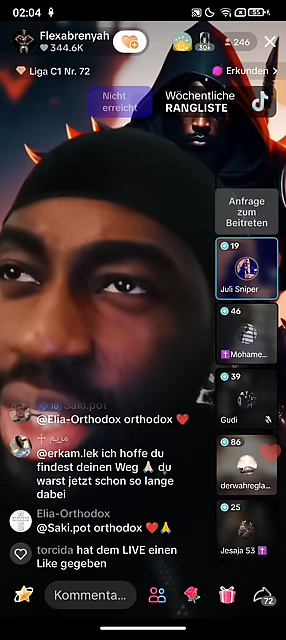 02:04
55
Flexabrenyah
344.6K
30+
246
Liga C1 Nr. 72
Erkunden >
Nicht
erreicht
Wöchentliche
RANGLISTE
Anfrage
zum
Beitreten
19
Juli Sniper
46
Mohame...
39
Gudi
86
derwahregla...
25
Jesaja 53
Saki.pot
@Elia-Orthodox orthodox ❤️
مريم
@erkam.lek ich hoffe du
findest deinen Weg 🙏 du
warst jetzt schon so lange
dabei
Elia-Orthodox
@Saki.pot orthodox ❤️🙏
torcida hat dem LIVE einen
Like gegeben
Kommenta...
72